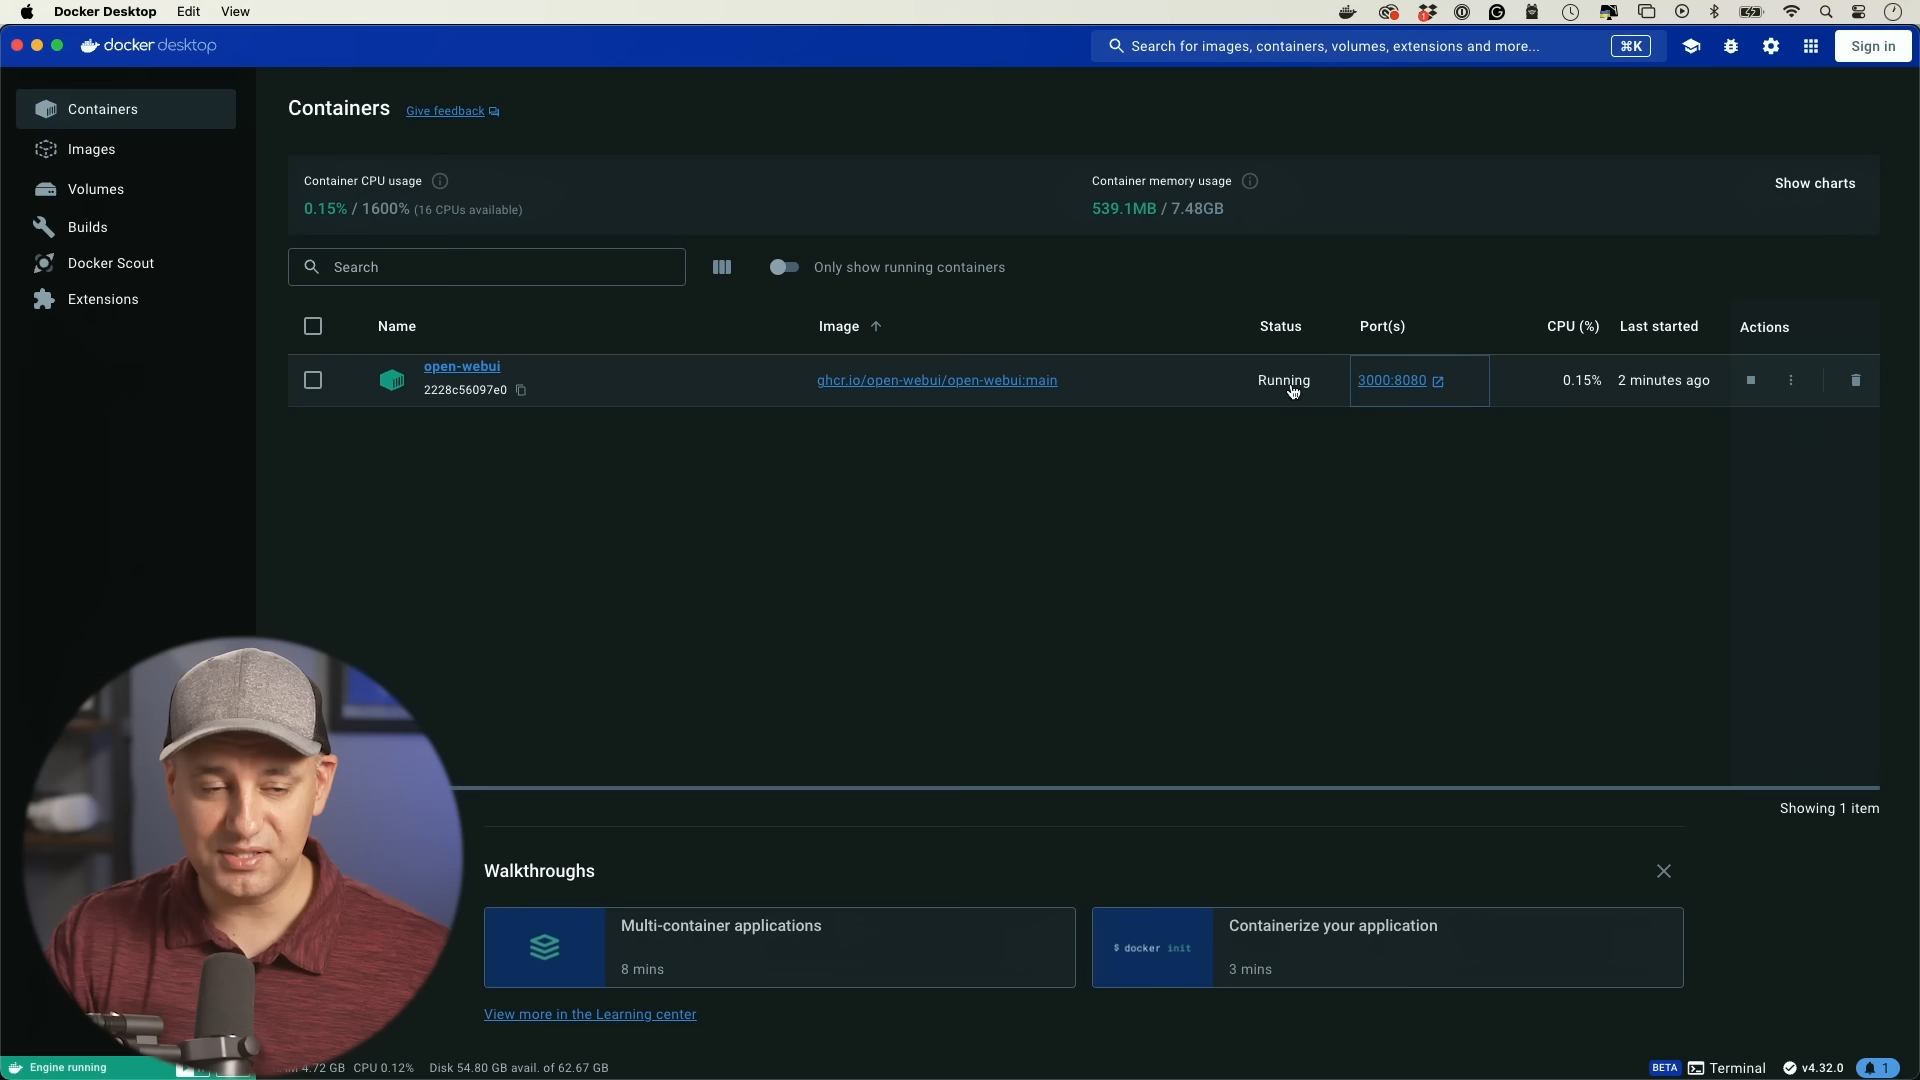 Docker Desktop Edit View
docker desktop
Search for images, containers, volumes, extensions and more...
⌘K
Sign in
Containers
Images
Volumes
Builds
Docker Scout
Extensions
Containers Give feedback
Container CPU usage
0.15% / 1600% (16 CPUs available)
Container memory usage
539.1MB / 7.48GB
Show charts
Search
Only show running containers
Name Image Status Port(s) CPU (%) Last started Actions
open-webui
2228c56097e0
ghcr.io/open-webui/open-webui:main
Running
3000:8080
0.15%
2 minutes ago
Showing 1 item
Walkthroughs
Multi-container applications
8 mins
$ docker init
Containerize your application
3 mins
View more in the Learning center
Engine running
4.72 GB CPU 0.12% Disk 54.80 GB avail. of 62.67 GB
BETA Terminal v4.32.0 1